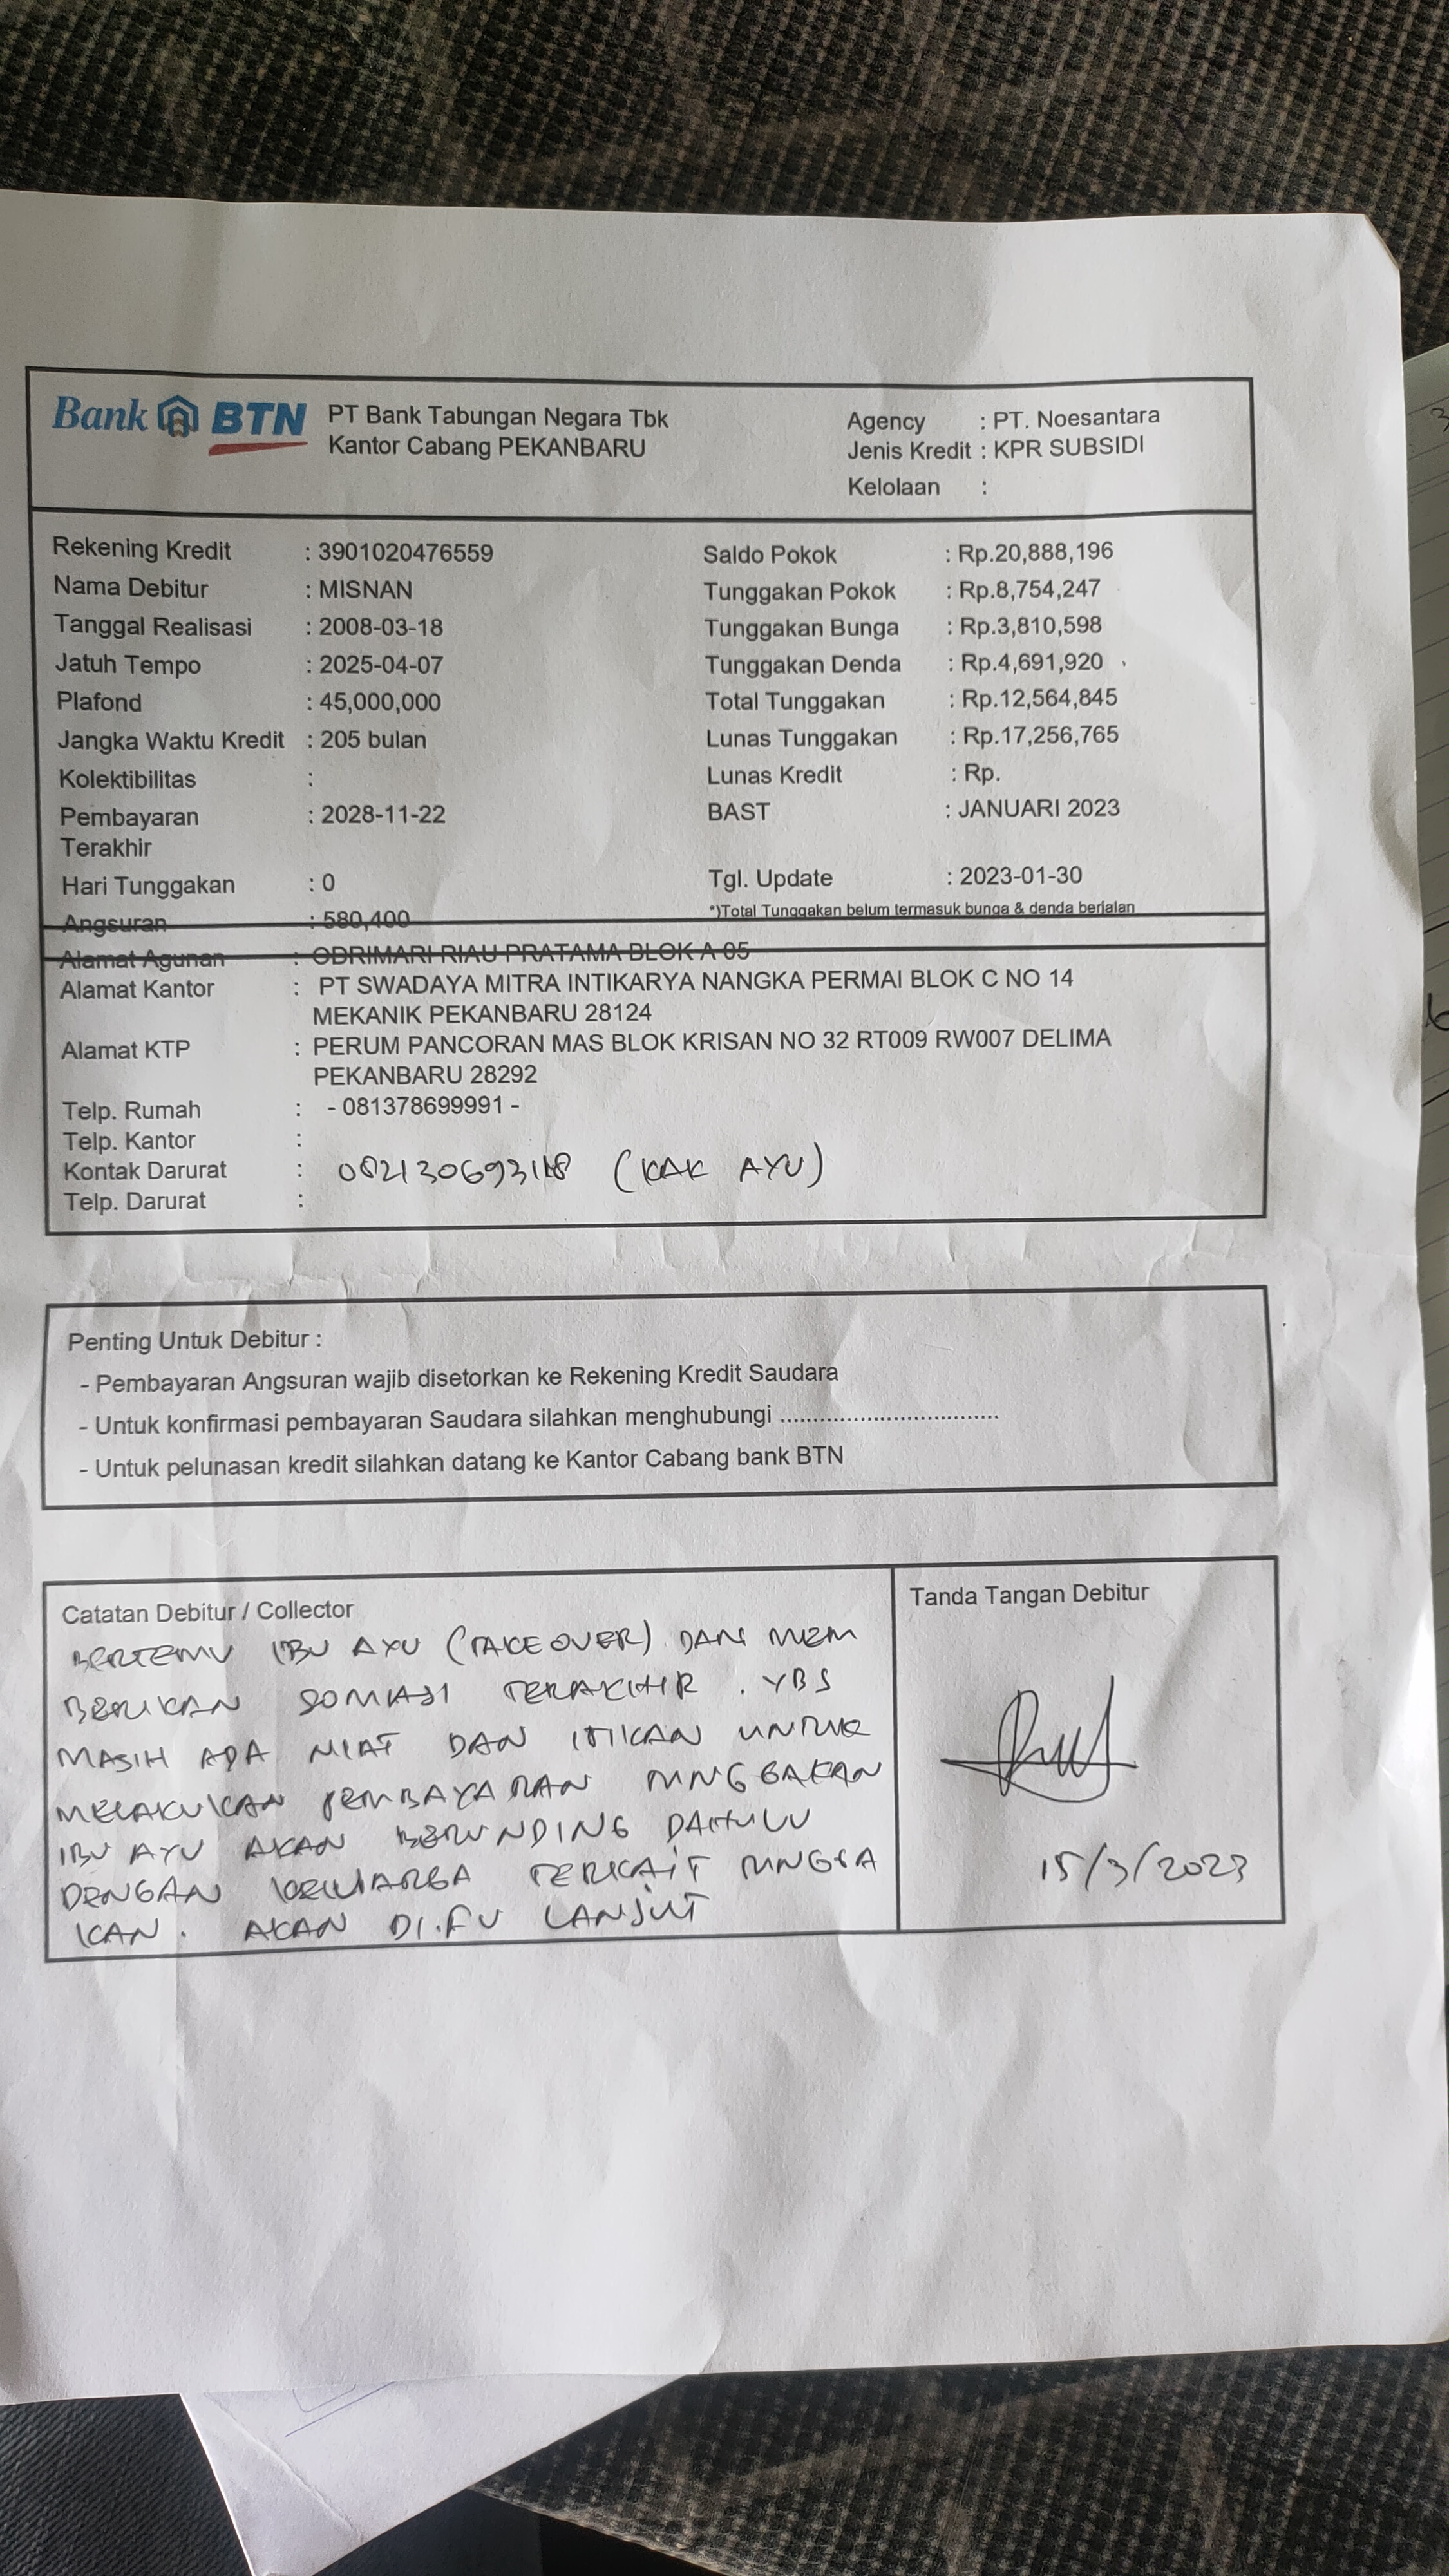 Bank BTN
PT Bank Tabungan Negara Tbk
Kantor Cabang PEKANBARU
Agency : PT. Noesantara
Jenis Kredit : KPR SUBSIDI
Kelolaan :
Rekening Kredit : 3901020476559
Nama Debitur : MISNAN
Tanggal Realisasi : 2008-03-18
Jatuh Tempo : 2025-04-07
Plafond : 45,000,000
Jangka Waktu Kredit : 205 bulan
Kolektibilitas :
Pembayaran : 2028-11-22
Terakhir
Hari Tunggakan : 0
Angsuran : 580,400
Saldo Pokok : Rp.20,888,196
Tunggakan Pokok : Rp.8,754,247
Tunggakan Bunga : Rp.3,810,598
Tunggakan Denda : Rp.4,691,920
Total Tunggakan : Rp.12,564,845
Lunas Tunggakan : Rp.17,256,765
Lunas Kredit : Rp.
BAST : JANUARI 2023
Tgl. Update : 2023-01-30
*)Total Tunggakan belum termasuk bunga & denda berjalan
Alamat Agunan : ODRIMARI RIAU PRATAMA BLOK A 05
Alamat Kantor : PT SWADAYA MITRA INTIKARYA NANGKA PERMAI BLOK C NO 14
MEKANIK PEKANBARU 28124
Alamat KTP : PERUM PANCORAN MAS BLOK KRISAN NO 32 RT009 RW007 DELIMA
PEKANBARU 28292
Telp. Rumah : - 081378699991 -
Telp. Kantor :
Kontak Darurat : (KAK AYU)
Telp. Darurat :
Penting Untuk Debitur :
- Pembayaran Angsuran wajib disetorkan ke Rekening Kredit Saudara
- Untuk konfirmasi pembayaran Saudara silahkan menghubungi .................................
- Untuk pelunasan kredit silahkan datang ke Kantor Cabang bank BTN
Catatan Debitur / Collector
BERTEMU IBU AYU (TAKEOVER) DAN MEM
BERIKAN SOMASI TERAKHIR . YBS
MASIH ADA NIAT DAN ITIKAN UNTUK
MELAKUKAN PEMBAYARAN TUNGGAKAN
IBU AYU AKAN BERUNDING DAHULU
DENGAN KELUARGA TERKAIT TUNGGA
KAN . AKAN DI.FU LANJUT
Tanda Tangan Debitur
15/3/2023